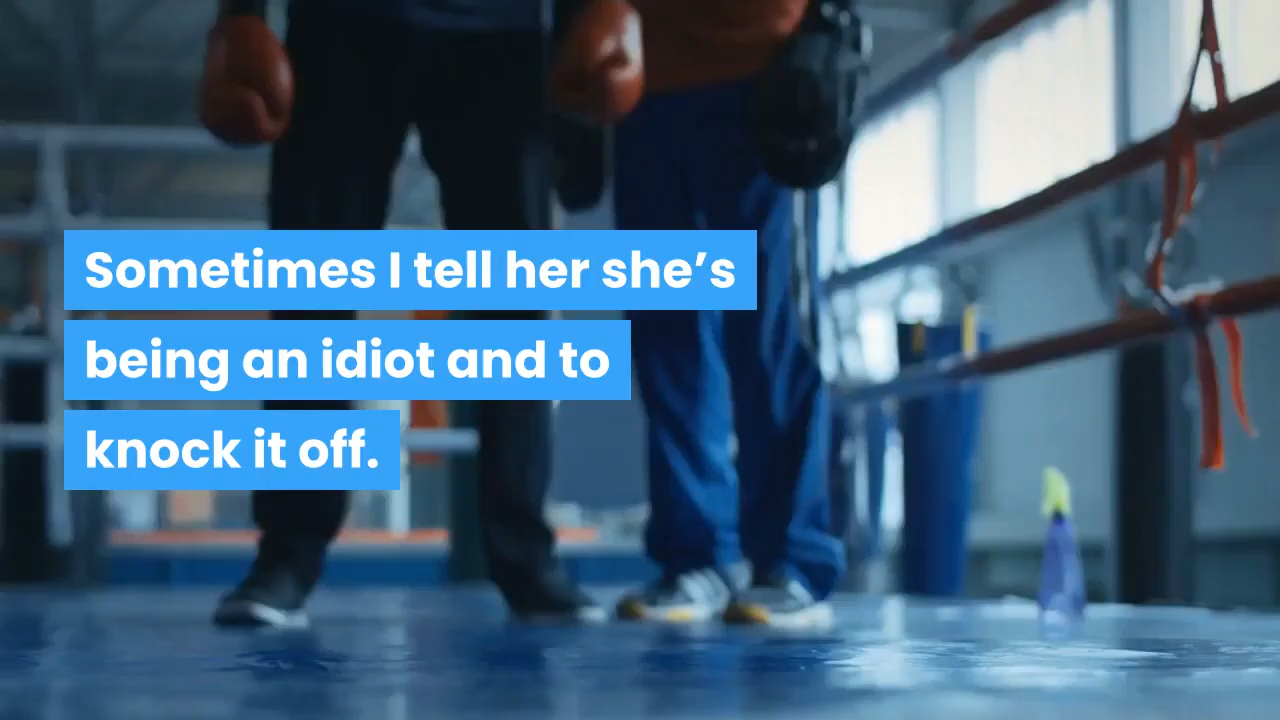 Sometimes I tell her she’s
being an idiot and to
knock it off.